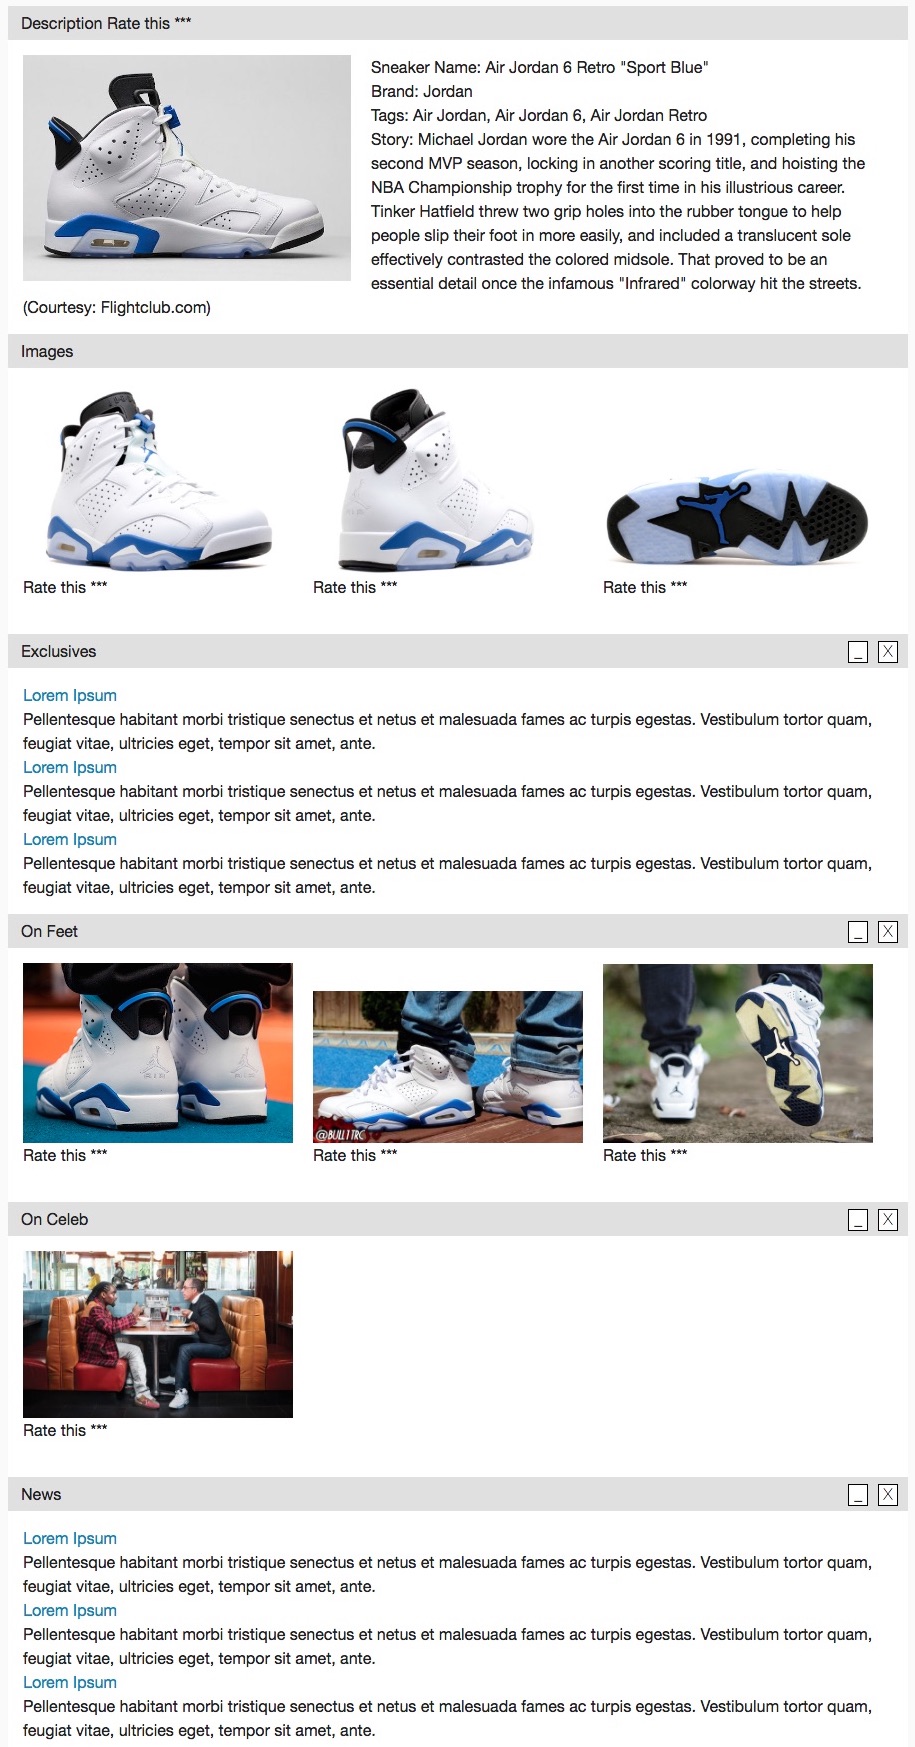 Description Rate this ***
Sneaker Name: Air Jordan 6 Retro "Sport Blue"
Brand: Jordan
Tags: Air Jordan, Air Jordan 6, Air Jordan Retro
Story: Michael Jordan wore the Air Jordan 6 in 1991, completing his
second MVP season, locking in another scoring title, and hoisting the
NBA Championship trophy for the first time in his illustrious career.
Tinker Hatfield threw two grip holes into the rubber tongue to help
people slip their foot in more easily, and included a translucent sole
effectively contrasted the colored midsole. That proved to be an
essential detail once the infamous "Infrared" colorway hit the streets.
(Courtesy: Flightclub.com)
Images
Rate this ***
Rate this ***
Rate this ***
Exclusives
_ X
Lorem Ipsum
Pellentesque habitant morbi tristique senectus et netus et malesuada fames ac turpis egestas. Vestibulum tortor quam,
feugiat vitae, ultricies eget, tempor sit amet, ante.
Lorem Ipsum
Pellentesque habitant morbi tristique senectus et netus et malesuada fames ac turpis egestas. Vestibulum tortor quam,
feugiat vitae, ultricies eget, tempor sit amet, ante.
Lorem Ipsum
Pellentesque habitant morbi tristique senectus et netus et malesuada fames ac turpis egestas. Vestibulum tortor quam,
feugiat vitae, ultricies eget, tempor sit amet, ante.
On Feet
_ X
@BULL1TRC
Rate this ***
Rate this ***
Rate this ***
On Celeb
_ X
Rate this ***
News
_ X
Lorem Ipsum
Pellentesque habitant morbi tristique senectus et netus et malesuada fames ac turpis egestas. Vestibulum tortor quam,
feugiat vitae, ultricies eget, tempor sit amet, ante.
Lorem Ipsum
Pellentesque habitant morbi tristique senectus et netus et malesuada fames ac turpis egestas. Vestibulum tortor quam,
feugiat vitae, ultricies eget, tempor sit amet, ante.
Lorem Ipsum
Pellentesque habitant morbi tristique senectus et netus et malesuada fames ac turpis egestas. Vestibulum tortor quam,
feugiat vitae, ultricies eget, tempor sit amet, ante.